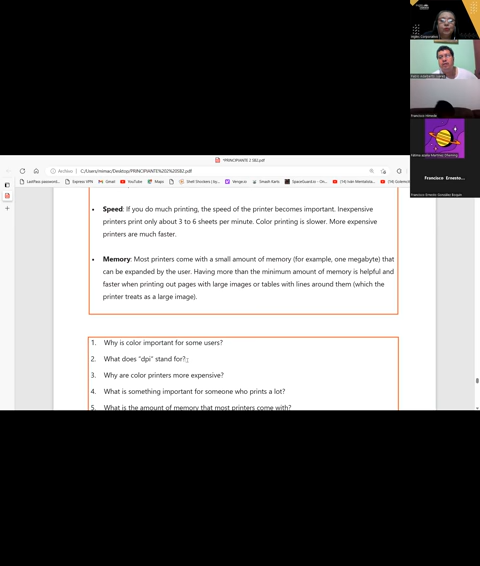 *PRINCIPIANTE 2 SB2.pdf
Archivo C:/Users/minac/Desktop/PRINCIPIANTE%202%20SB2.pdf
LastPass password... Express VPN Gmail YouTube Maps
Speed: If you do much printing, the speed of the printer becomes important. Inexpensive
printers print only about 3 to 6 sheets per minute. Color printing is slower. More expensive
printers are much faster.
Memory: Most printers come with a small amount of memory (for example, one megabyte) that
can be expanded by the user. Having more than the minimum amount of memory is helpful and
faster when printing out pages with large images or tables with lines around them (which the
printer treats as a large image).
1. Why is color important for some users?
2. What does "dpi" stand for?
3. Why are color printers more expensive?
4. What is something important for someone who prints a lot?
5. What is the amount of memory that most printers come with?
Francisco Ernesto...